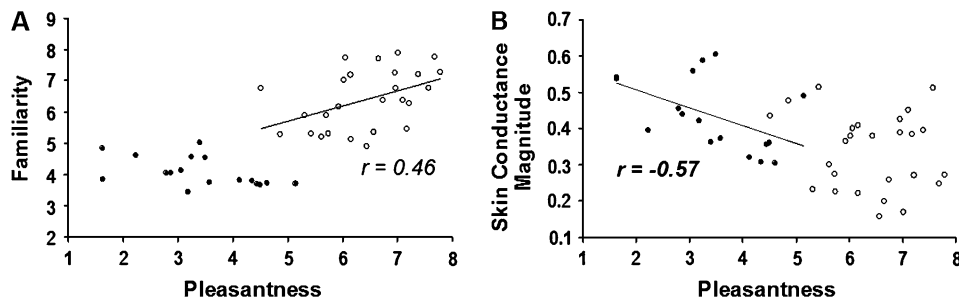 A
Familiarity
9
8
7
6
5
4
3
2
r = 0.46
1 2 3 4 5 6 7 8
Pleasantness
B
Skin Conductance
Magnitude
0.7
0.6
0.5
0.4
0.3
0.2
0.1
r = -0.57
1 2 3 4 5 6 7 8
Pleasantness